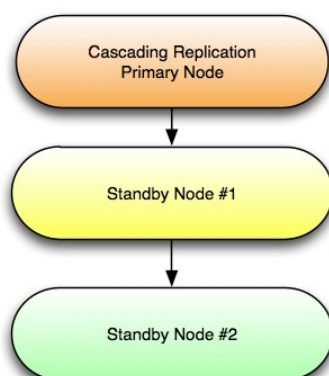 Cascading Replication
Primary Node
Standby Node #1
Standby Node #2